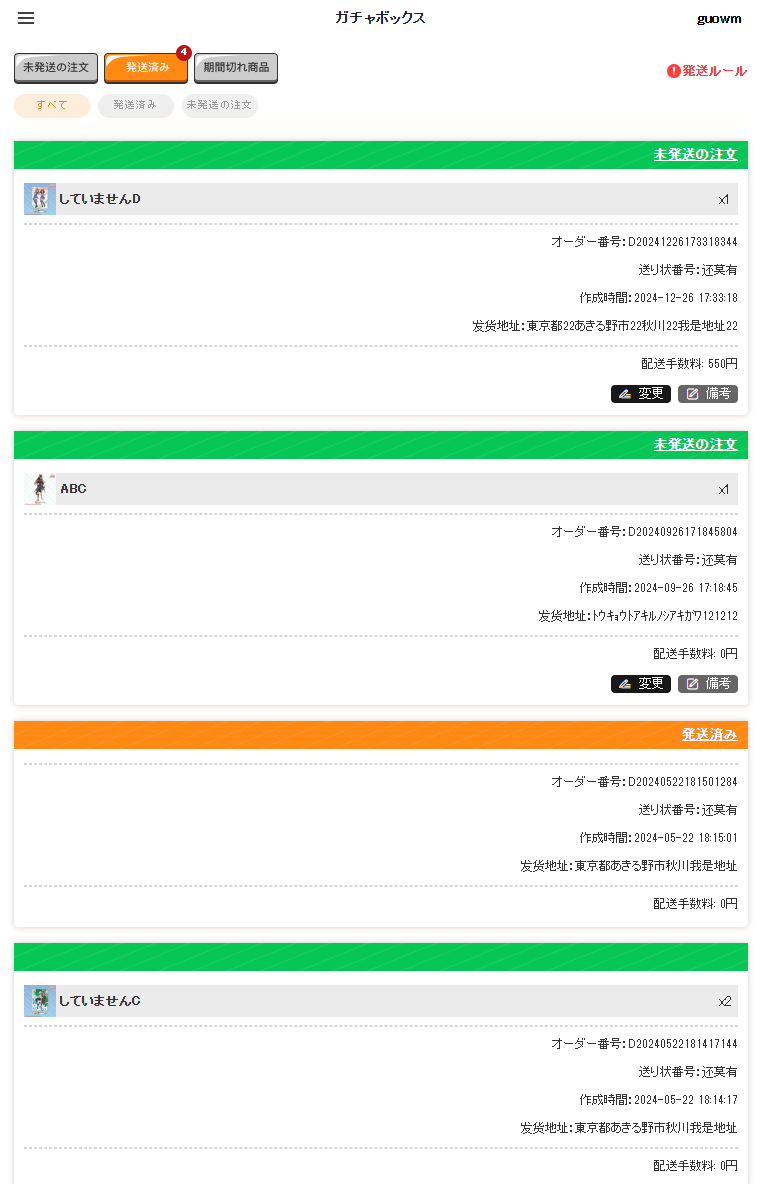 ガチャボックス
guowm
未発送の注文
発送済み
4
期間切れ商品
発送ルール
すべて
発送済み
未発送の注文
未発送の注文
していませんD
x1
オーダー番号：D20241226173318344
送り状番号：还莫有
作成時間：2024-12-26 17:33:18
发货地址：東京都22あきる野市22秋川22我是地址22
配送手数料: 550円
変更
備考
未発送の注文
ABC
x1
オーダー番号：D20240926171845804
送り状番号：还莫有
作成時間：2024-09-26 17:18:45
发货地址：ﾄｳｷｮｳﾄｱｷﾙﾉｼｱｷｶﾞﾜ121212
配送手数料: 0円
変更
備考
発送済み
オーダー番号：D20240522181501284
送り状番号：还莫有
作成時間：2024-05-22 18:15:01
发货地址：東京都あきる野市秋川我是地址
配送手数料: 0円
していませんC
x2
オーダー番号：D20240522181417144
送り状番号：还莫有
作成時間：2024-05-22 18:14:17
发货地址：東京都あきる野市秋川我是地址
配送手数料: 0円